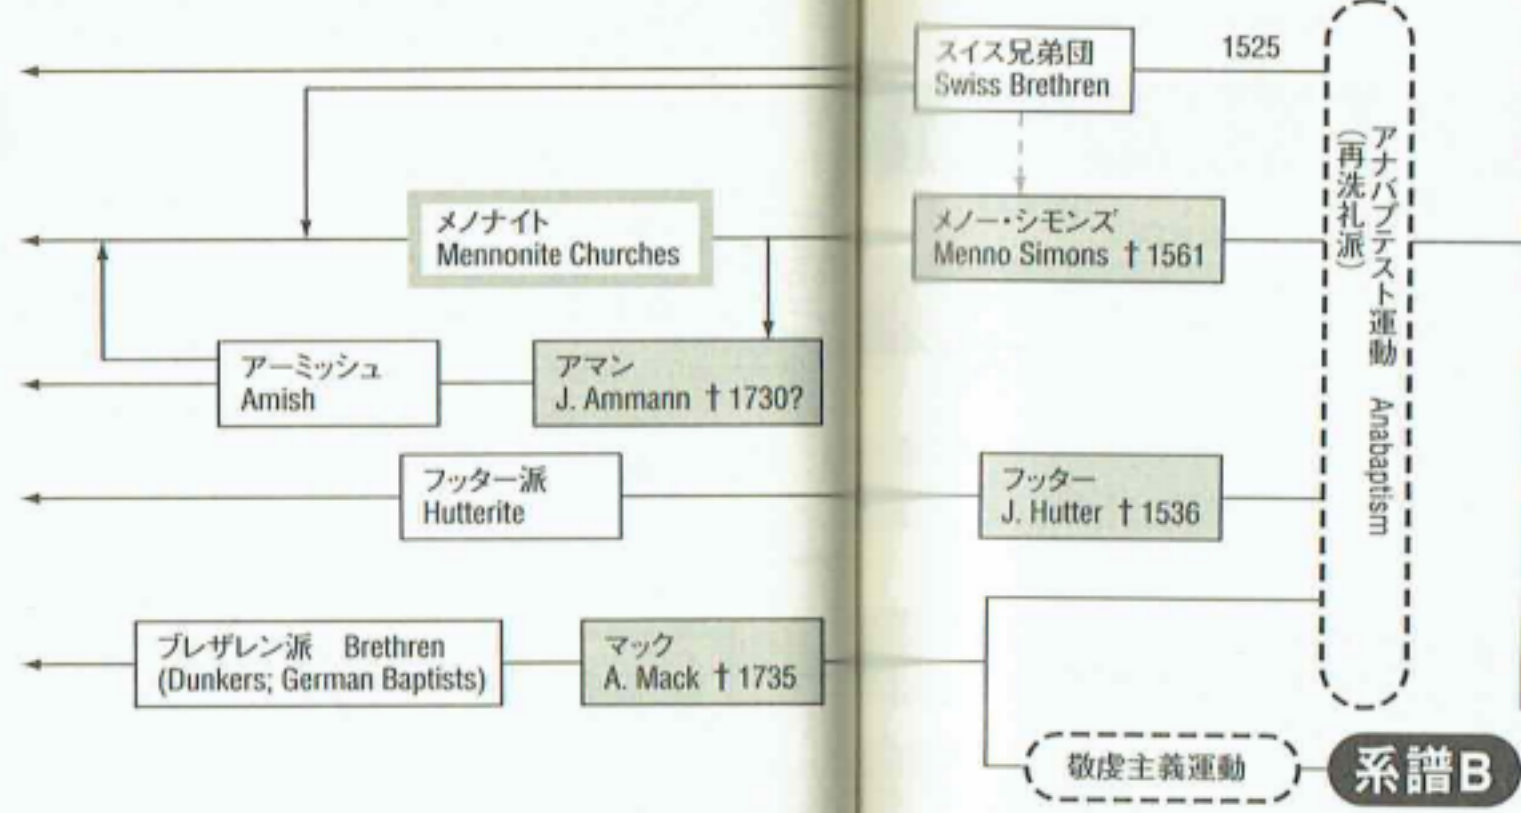 スイス兄弟団
Swiss Brethren
1525
アナバプテスト運動 Anabaptism
(再洗礼派)
メノナイト
Mennonite Churches
メノー・シモンズ
Menno Simons †1561
アーミッシュ
Amish
アマン
J. Ammann †1730?
フッター派
Hutterite
フッター
J. Hutter †1536
ブレザレン派 Brethren
(Dunkers; German Baptists)
マック
A. Mack †1735
敬虔主義運動
系譜B